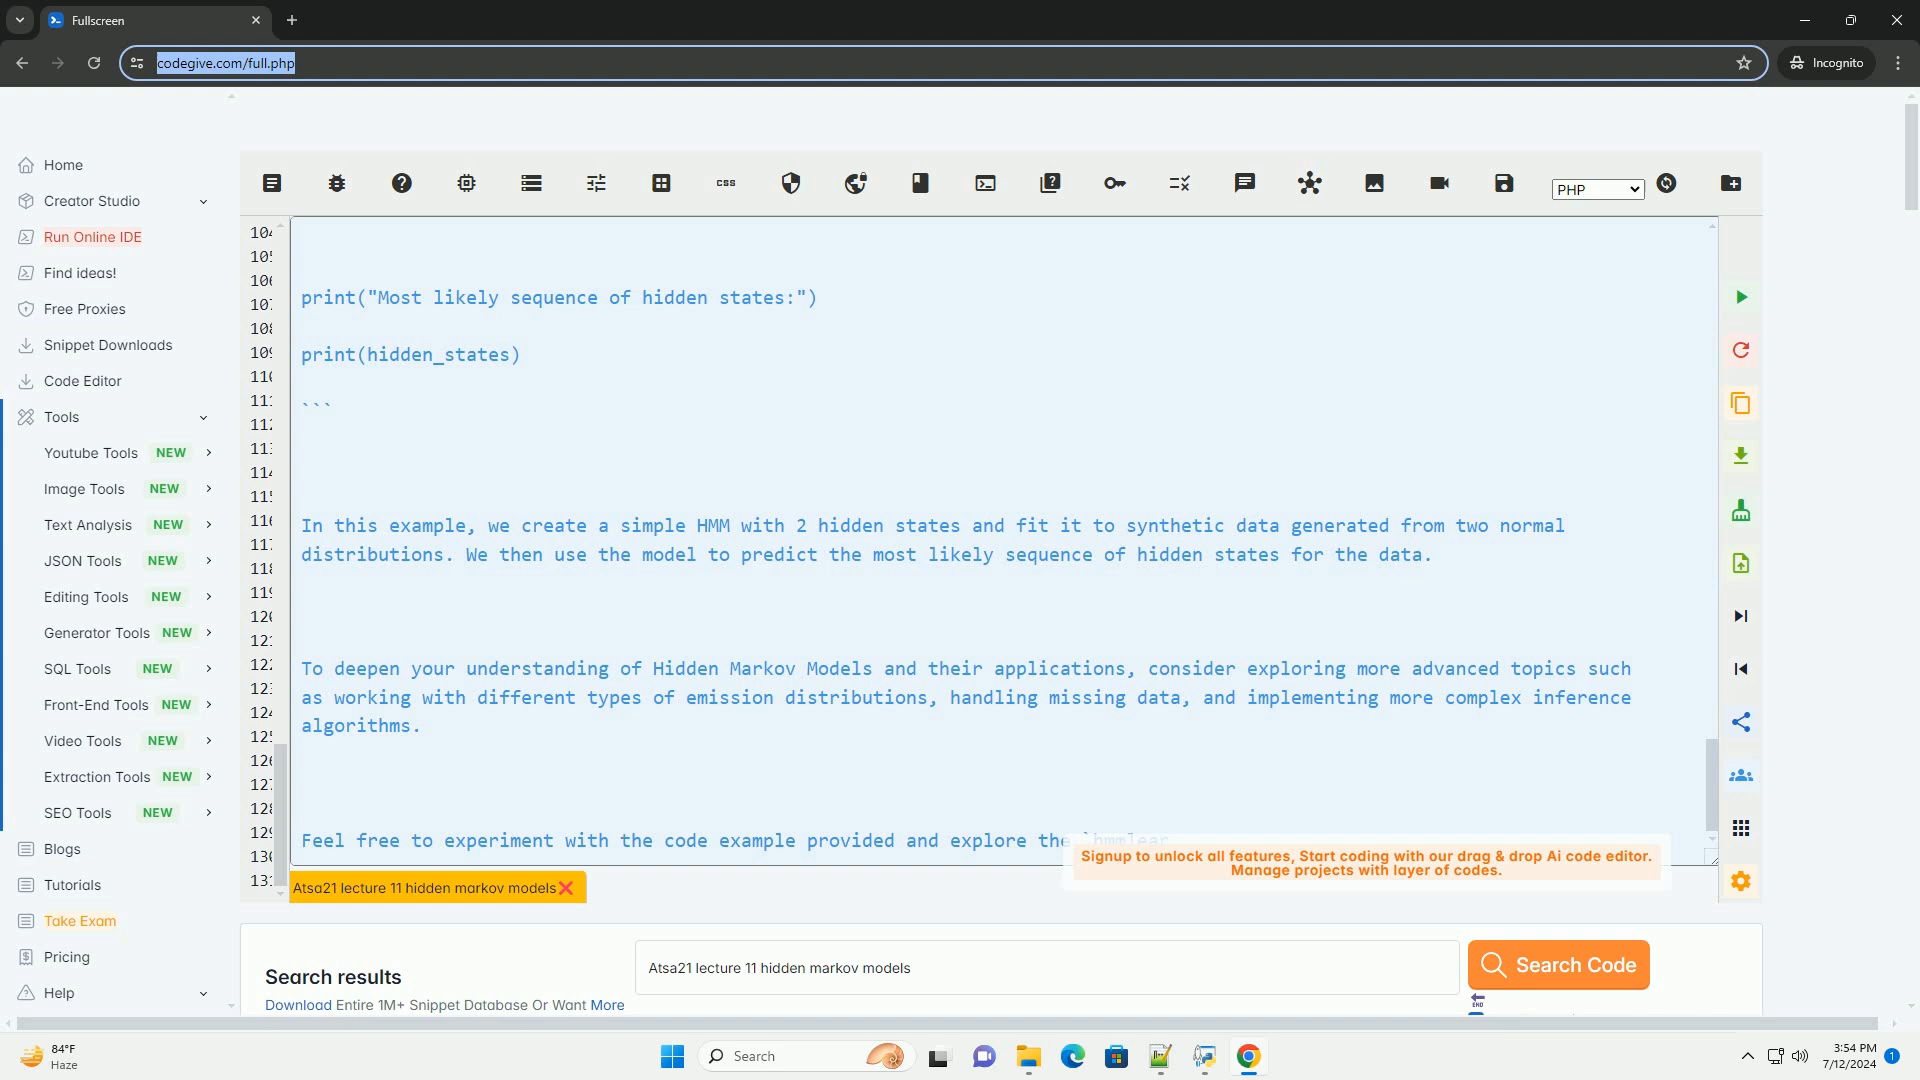 Fullscreen
codegive.com/full.php
Incognito
Home
Creator Studio
Run Online IDE
Find ideas!
Free Proxies
Snippet Downloads
Code Editor
Tools
Youtube Tools NEW
Image Tools NEW
Text Analysis NEW
JSON Tools NEW
Editing Tools NEW
Generator Tools NEW
SQL Tools NEW
Front-End Tools NEW
Video Tools NEW
Extraction Tools NEW
SEO Tools NEW
Blogs
Tutorials
Take Exam
Pricing
Help
css
PHP
print("Most likely sequence of hidden states:")
print(hidden_states)
```
In this example, we create a simple HMM with 2 hidden states and fit it to synthetic data generated from two normal
distributions. We then use the model to predict the most likely sequence of hidden states for the data.
To deepen your understanding of Hidden Markov Models and their applications, consider exploring more advanced topics such
as working with different types of emission distributions, handling missing data, and implementing more complex inference
algorithms.
Feel free to experiment with the code example provided and explore the `hmmlear
Signup to unlock all features, Start coding with our drag & drop Ai code editor.
Manage projects with layer of codes.
Atsa21 lecture 11 hidden markov models
Search results
Download Entire 1M+ Snippet Database Or Want More
Atsa21 lecture 11 hidden markov models
Search Code
END
84°F
Haze
Search
3:54 PM
7/12/2024
1